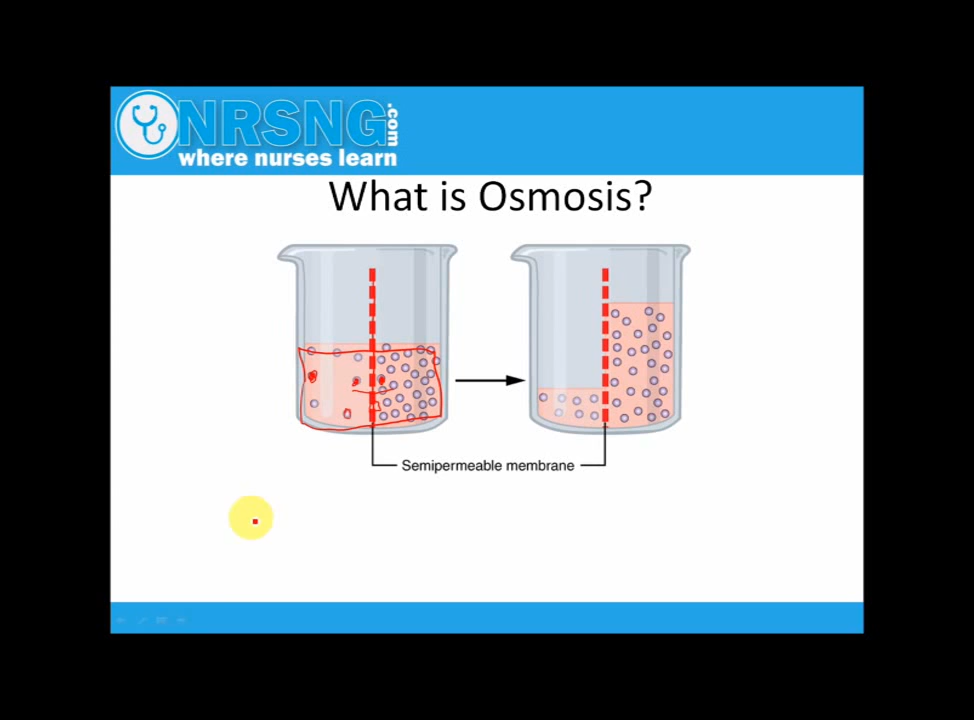 NRSNG.com
where nurses learn
What is Osmosis?
Semipermeable membrane